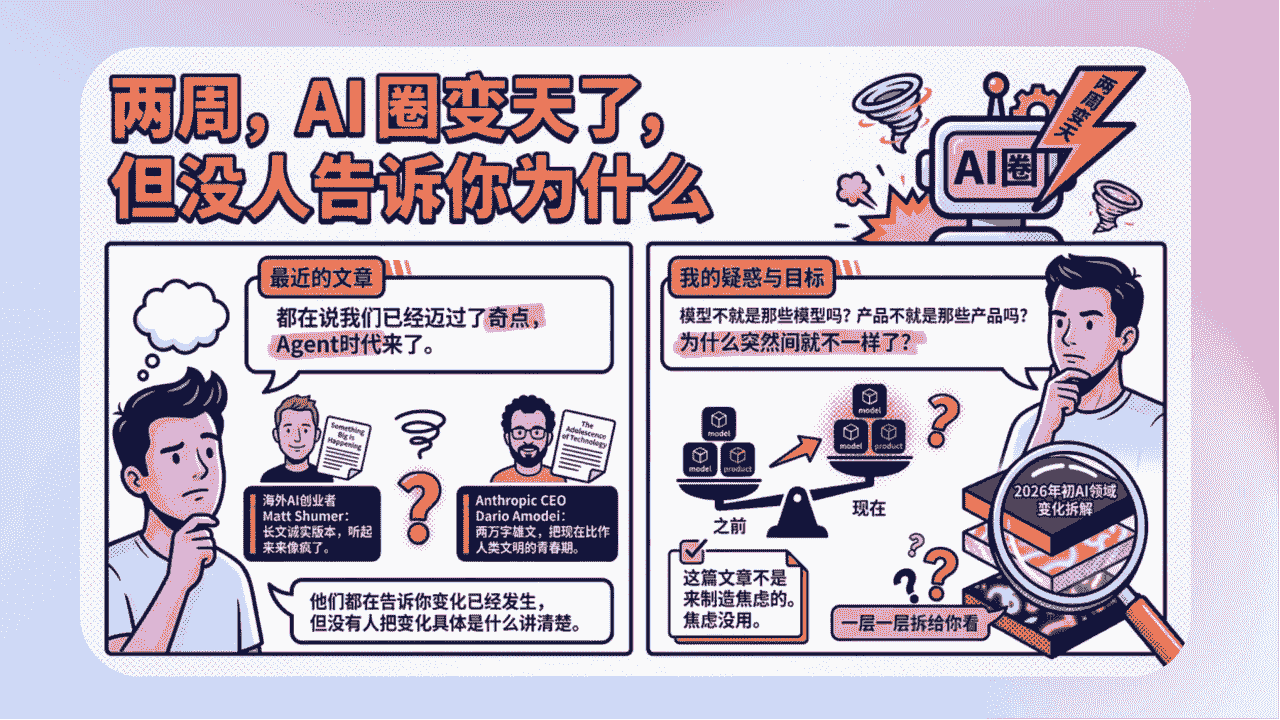 两周，AI圈变天了，
但没人告诉你为什么
两周变天
AI圈
最近的文章
都在说我们已经迈过了奇点，
Agent时代来了。
Something
Big Is
Happening
The
Adolescence
of Technology
海外AI创业者
Matt Shumer：
长文诚实版本，听起
来来像疯了。
Anthropic CEO
Dario Amodei：
两万字雄文，把现在比作
人类文明的青春期。
他们都在告诉你变化已经发生，
但没有人把变化具体是什么讲清楚。
我的疑惑与目标
模型不就是那些模型吗？产品不就是那些产品吗？
为什么突然间就不一样了？
model
model
product
之前
model
model
product
现在
2026年初AI领域
变化拆解
这篇文章不是
来制造焦虑的。
焦虑没用。
一层一层拆给你看